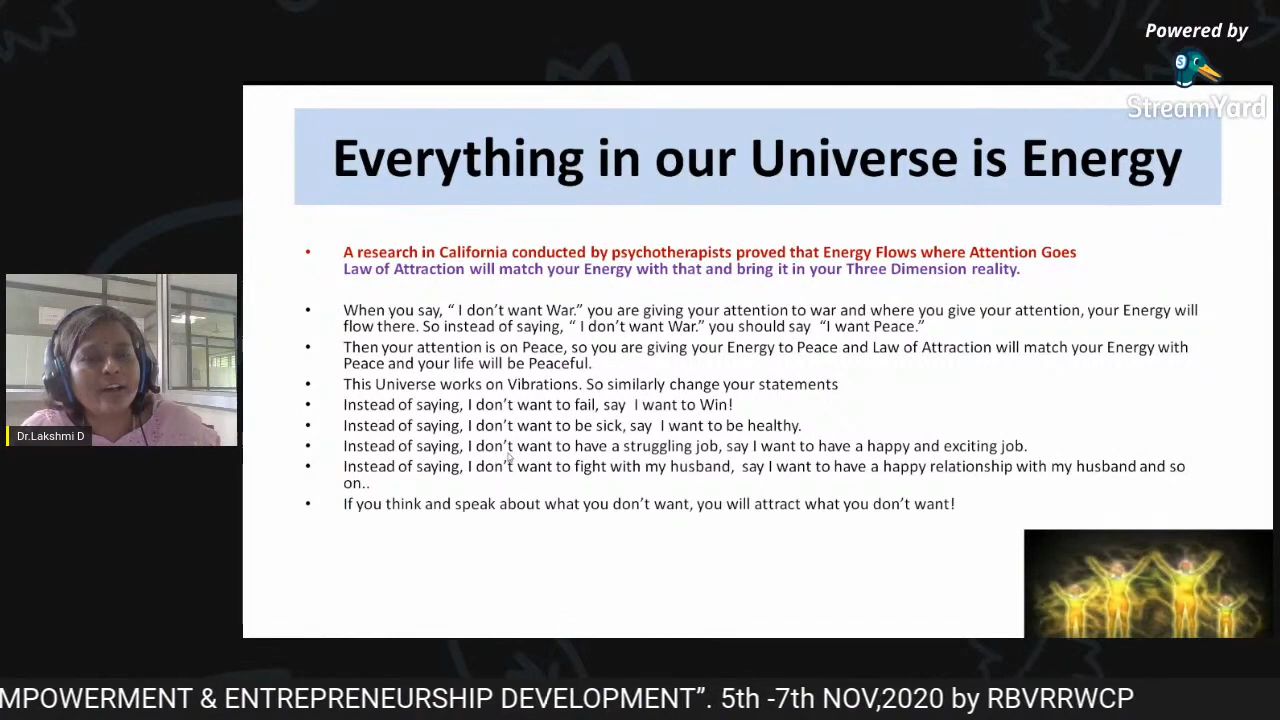 Powered by
StreamYard
Everything in our Universe is Energy
• A research in California conducted by psychotherapists proved that Energy Flows where Attention Goes
Law of Attraction will match your Energy with that and bring it in your Three Dimension reality.
• When you say, “ I don’t want War.” you are giving your attention to war and where you give your attention, your Energy will
flow there. So instead of saying, “ I don’t want War.” you should say “I want Peace.”
• Then your attention is on Peace, so you are giving your Energy to Peace and Law of Attraction will match your Energy with
Peace and your life will be Peaceful.
• This Universe works on Vibrations. So similarly change your statements
• Instead of saying, I don’t want to fail, say I want to Win!
• Instead of saying, I don’t want to be sick, say I want to be healthy.
• Instead of saying, I don’t want to have a struggling job, say I want to have a happy and exciting job.
• Instead of saying, I don’t want to fight with my husband, say I want to have a happy relationship with my husband and so
on..
• If you think and speak about what you don’t want, you will attract what you don’t want!
Dr.Lakshmi D
MPOWERMENT & ENTREPRENEURSHIP DEVELOPMENT”. 5th -7th NOV,2020 by RBVRRWCP